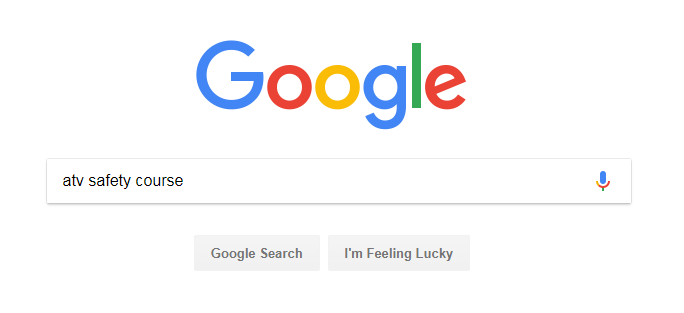 Google
atv safety course
Google Search
I'm Feeling Lucky